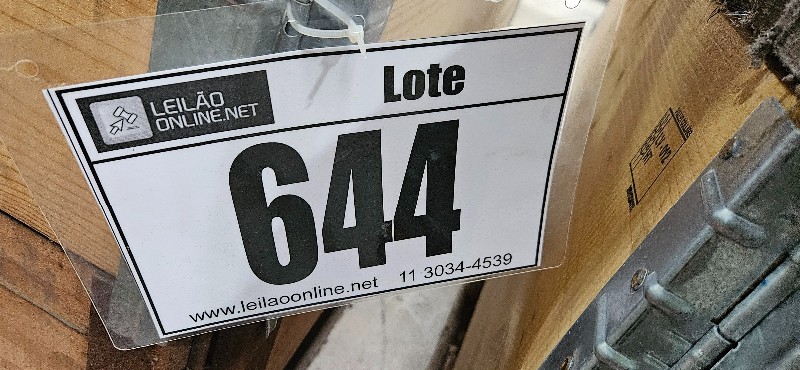 LEILÃO
ONLINE.NET
Lote
644
www.leilaoonline.net 11 3034-4539